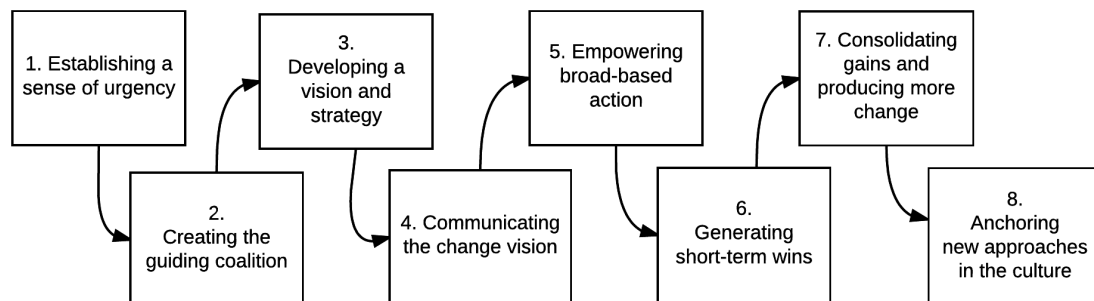 1. Establishing a
sense of urgency
2.
Creating the
guiding coalition
3.
Developing a
vision and
strategy
4. Communicating
the change vision
5. Empowering
broad-based
action
6.
Generating
short-term wins
7. Consolidating
gains and
producing more
change
8.
Anchoring
new approaches
in the culture